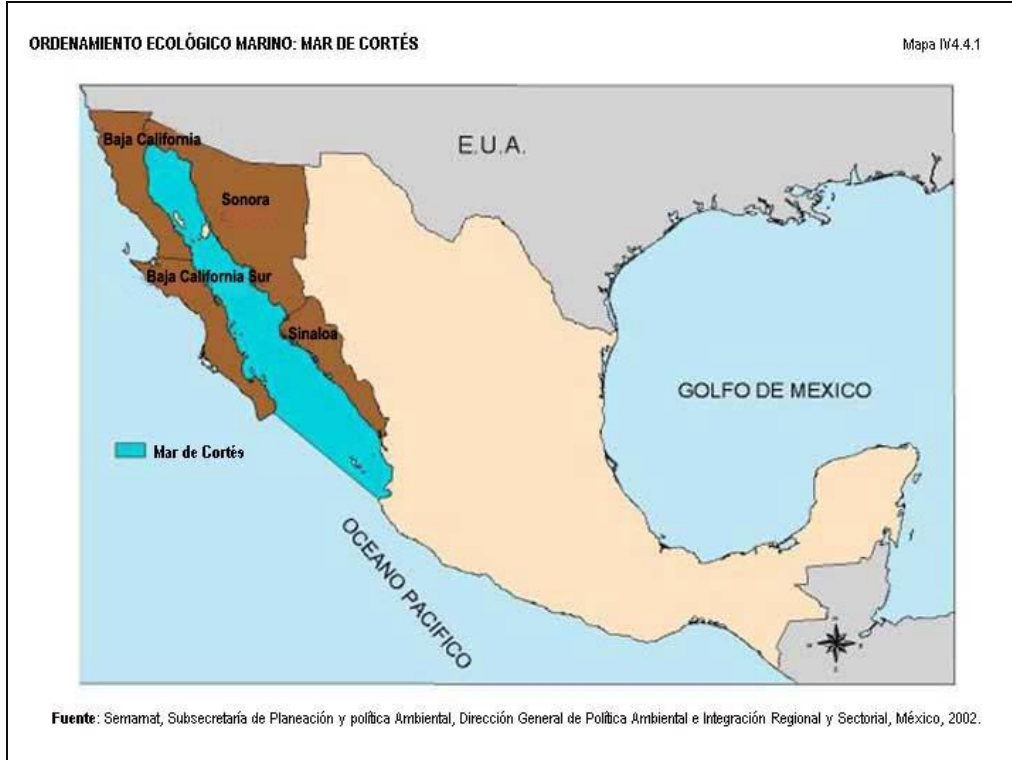 ORDENAMIENTO ECOLÓGICO MARINO: MAR DE CORTÉS
Mapa IV4.4.1
Baja California
E.U.A.
Sonora
Baja California Sur
Sinaloa
GOLFO DE MEXICO
Mar de Cortés
OCEANO PACIFICO
Fuente: Semarnat, Subsecretaría de Planeación y política Ambiental, Dirección General de Política Ambiental e Integración Regional y Sectorial, México, 2002.